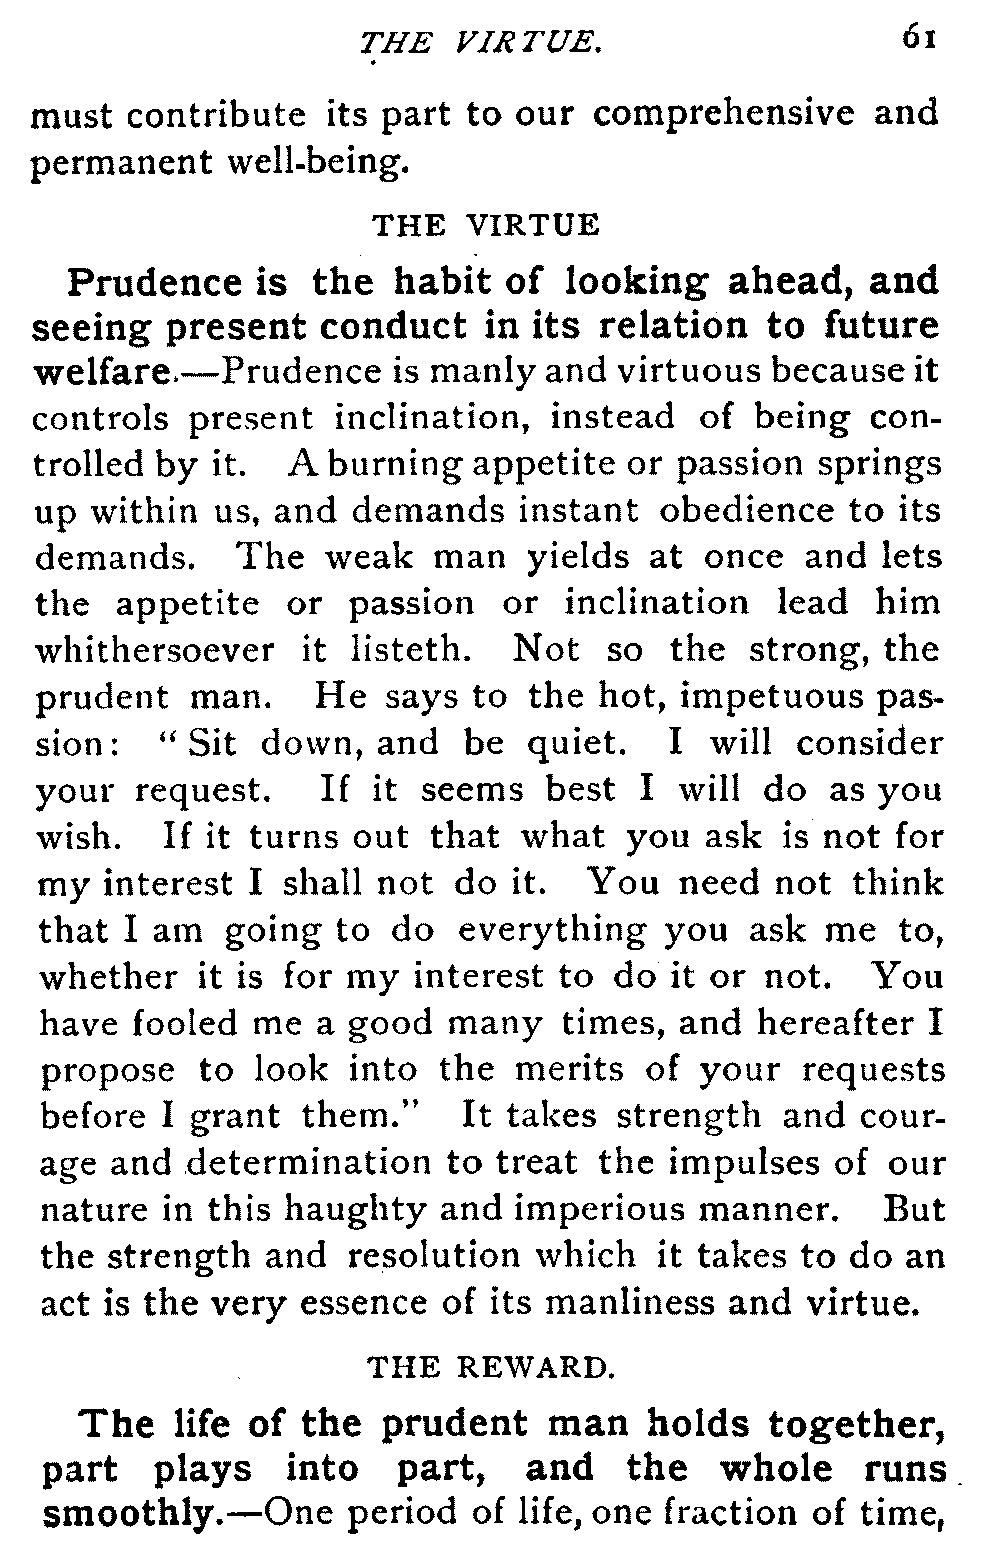 THE VIRTUE. 61
must contribute its part to our comprehensive and
permanent well-being.
THE VIRTUE
Prudence is the habit of looking ahead, and
seeing present conduct in its relation to future
welfare.—Prudence is manly and virtuous because it
controls present inclination, instead of being con-
trolled by it. A burning appetite or passion springs
up within us, and demands instant obedience to its
demands. The weak man yields at once and lets
the appetite or passion or inclination lead him
whithersoever it listeth. Not so the strong, the
prudent man. He says to the hot, impetuous pas-
sion: “Sit down, and be quiet. I will consider
your request. If it seems best I will do as you
wish. If it turns out that what you ask is not for
my interest I shall not do it. You need not think
that I am going to do everything you ask me to,
whether it is for my interest to do it or not. You
have fooled me a good many times, and hereafter I
propose to look into the merits of your requests
before I grant them.” It takes strength and cour-
age and determination to treat the impulses of our
nature in this haughty and imperious manner. But
the strength and resolution which it takes to do an
act is the very essence of its manliness and virtue.
THE REWARD.
The life of the prudent man holds together,
part plays into part, and the whole runs
smoothly.—One period of life, one fraction of time,